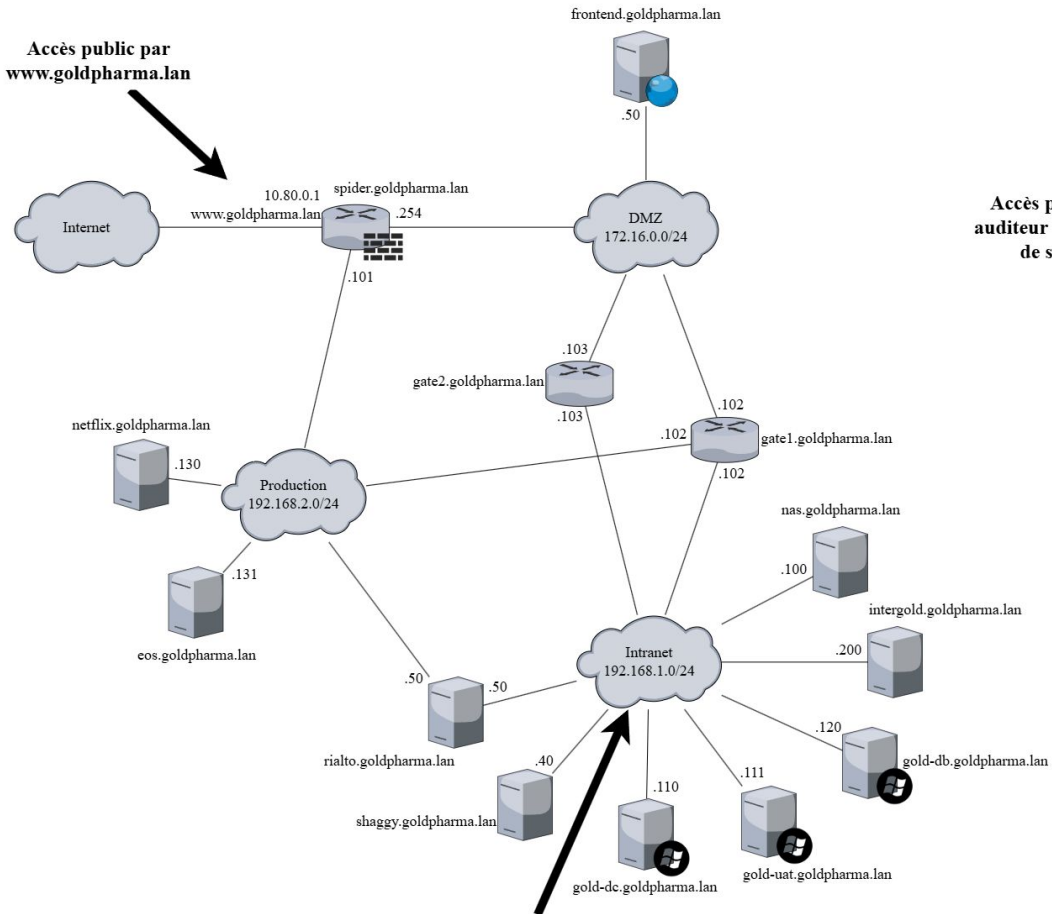 frontend.goldpharma.lan
Accès public par
www.goldpharma.lan
.50
10.80.0.1
spider.goldpharma.lan
www.goldpharma.lan
.254
Internet
DMZ
172.16.0.0/24
Accès p
auditeur
de s
.101
.103
gate2.goldpharma.lan
.103
.102
.102
gate1.goldpharma.lan
.102
netflix.goldpharma.lan
.130
Production
192.168.2.0/24
nas.goldpharma.lan
.100
.131
intergold.goldpharma.lan
eos.goldpharma.lan
Intranet
192.168.1.0/24
.200
.50
.50
.120
gold-db.goldpharma.lan
rialto.goldpharma.lan
.40
.110
.111
shaggy.goldpharma.lan
gold-dc.goldpharma.lan
gold-uat.goldpharma.lan